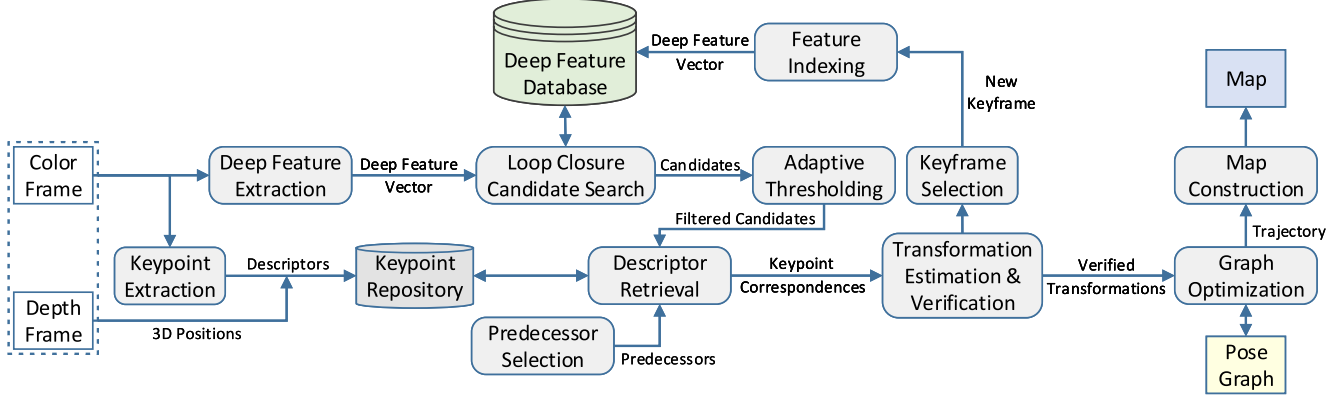 Deep Feature
Database
Deep Feature
Vector
Feature
Indexing
New
Keyframe
Map
Color
Frame
Deep Feature
Extraction
Deep Feature
Vector
Loop Closure
Candidate Search
Candidates
Adaptive
Thresholding
Keyframe
Selection
Map
Construction
Filtered Candidates
Trajectory
Keypoint
Extraction
Descriptors
Keypoint
Repository
Descriptor
Retrieval
Keypoint
Correspondences
Transformation
Estimation &
Verification
Verified
Transformations
Graph
Optimization
Depth
Frame
3D Positions
Predecessor
Selection
Predecessors
Pose
Graph